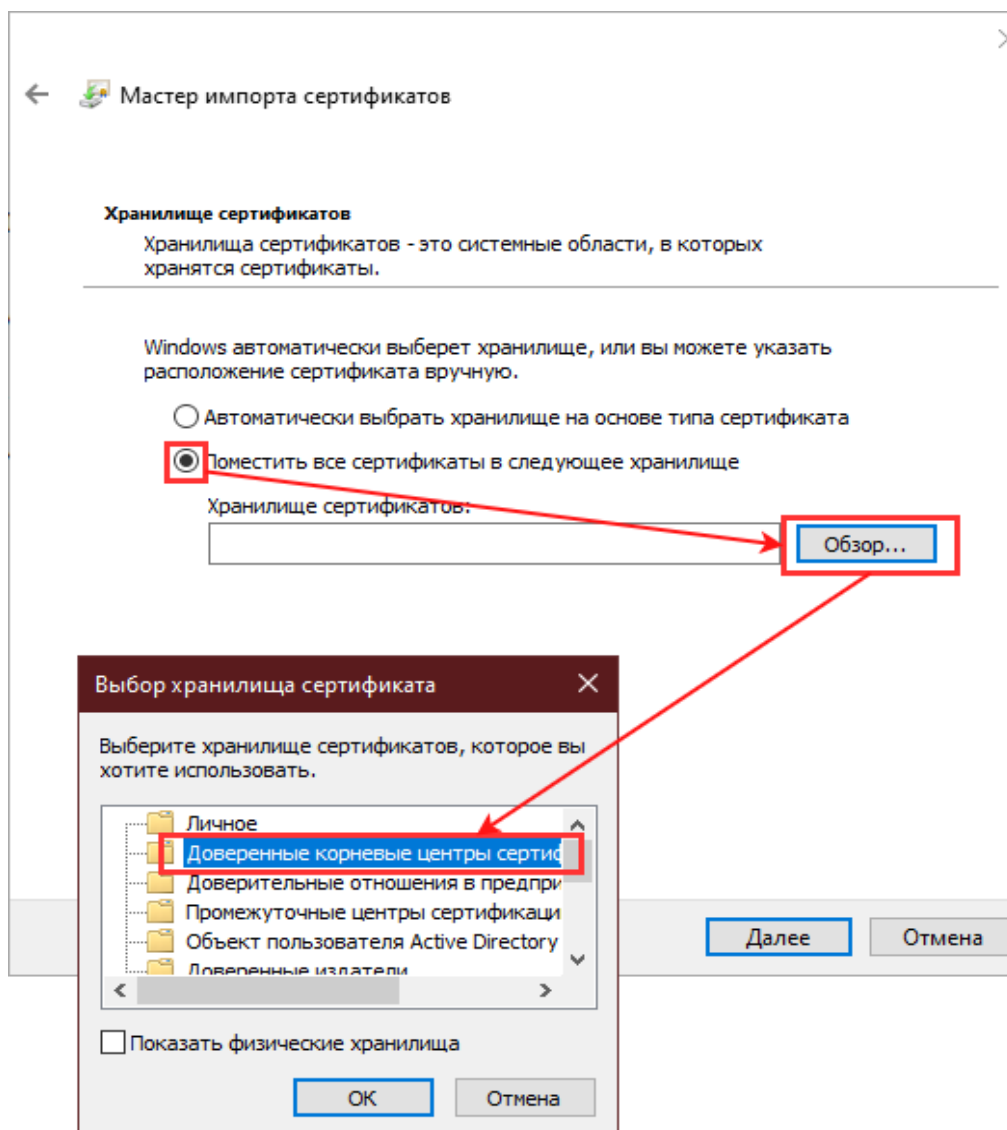 Мастер импорта сертификатов
Хранилище сертификатов
Хранилища сертификатов - это системные области, в которых
хранятся сертификаты.
Windows автоматически выберет хранилище, или вы можете указать
расположение сертификата вручную.
Автоматически выбрать хранилище на основе типа сертификата
Поместить все сертификаты в следующее хранилище
Хранилище сертификатов:
Обзор...
Выбор хранилища сертификата
Выберите хранилище сертификатов, которое вы
хотите использовать.
Личное
Доверенные корневые центры сертиф
Доверительные отношения в предпри
Промежуточные центры сертификаци
Объект пользователя Active Directory
Доверенные издатели
Показать физические хранилища
ОК
Отмена
Далее
Отмена